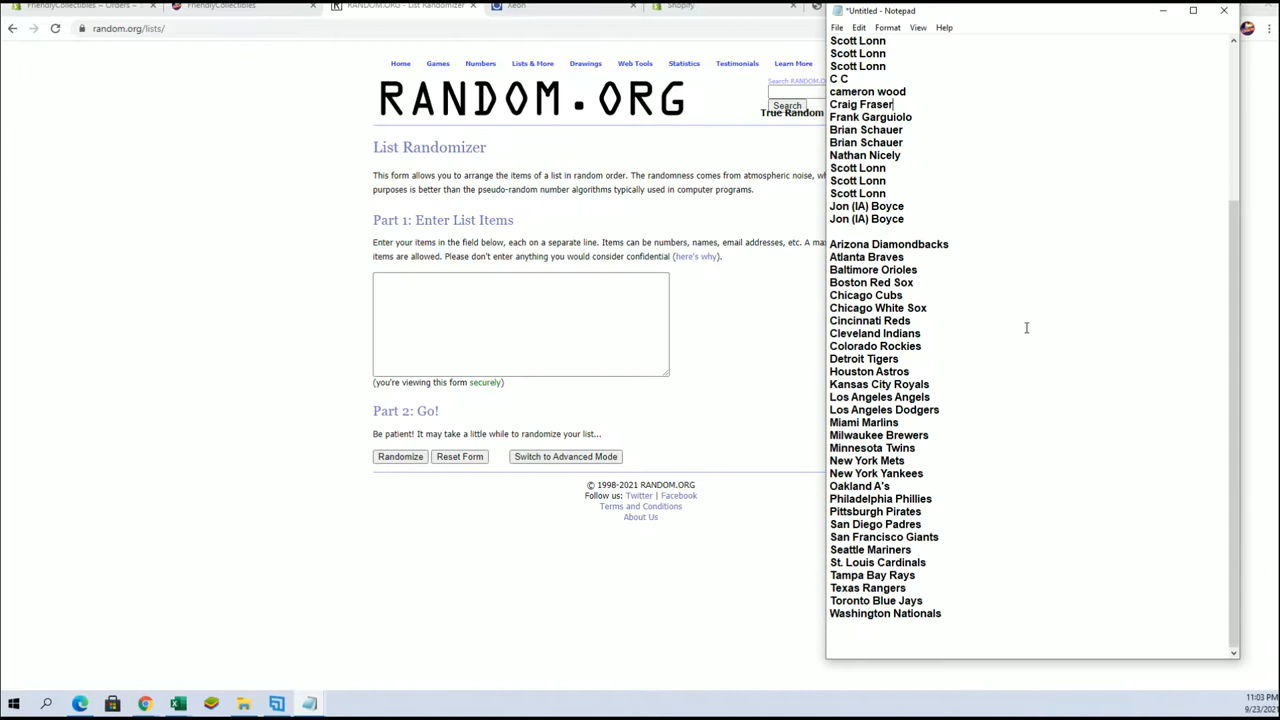 FriendlyCollectibles ~ Orders ~ S
FriendlyCollectibles
RANDOM.ORG - List Randomizer
Xeon
Shopify
random.org/lists/
Home Games Numbers Lists & More Drawings Web Tools Statistics Testimonials Learn More
Search RANDOM.OR
RANDOM.ORG
Search
True Random
List Randomizer
This form allows you to arrange the items of a list in random order. The randomness comes from atmospheric noise, wh
purposes is better than the pseudo-random number algorithms typically used in computer programs.
Part 1: Enter List Items
Enter your items in the field below, each on a separate line. Items can be numbers, names, email addresses, etc. A max
items are allowed. Please don't enter anything you would consider confidential (here's why).
(you're viewing this form securely)
Part 2: Go!
Be patient! It may take a little while to randomize your list...
Randomize Reset Form Switch to Advanced Mode
© 1998-2021 RANDOM.ORG
Follow us: Twitter | Facebook
Terms and Conditions
About Us
*Untitled - Notepad
File Edit Format View Help
Scott Lonn
Scott Lonn
Scott Lonn
C C
cameron wood
Craig Fraser
Frank Garguiolo
Brian Schauer
Brian Schauer
Nathan Nicely
Scott Lonn
Scott Lonn
Scott Lonn
Jon (IA) Boyce
Jon (IA) Boyce
Arizona Diamondbacks
Atlanta Braves
Baltimore Orioles
Boston Red Sox
Chicago Cubs
Chicago White Sox
Cincinnati Reds
Cleveland Indians
Colorado Rockies
Detroit Tigers
Houston Astros
Kansas City Royals
Los Angeles Angels
Los Angeles Dodgers
Miami Marlins
Milwaukee Brewers
Minnesota Twins
New York Mets
New York Yankees
Oakland A's
Philadelphia Phillies
Pittsburgh Pirates
San Diego Padres
San Francisco Giants
Seattle Mariners
St. Louis Cardinals
Tampa Bay Rays
Texas Rangers
Toronto Blue Jays
Washington Nationals
11:03 PM
9/23/2021